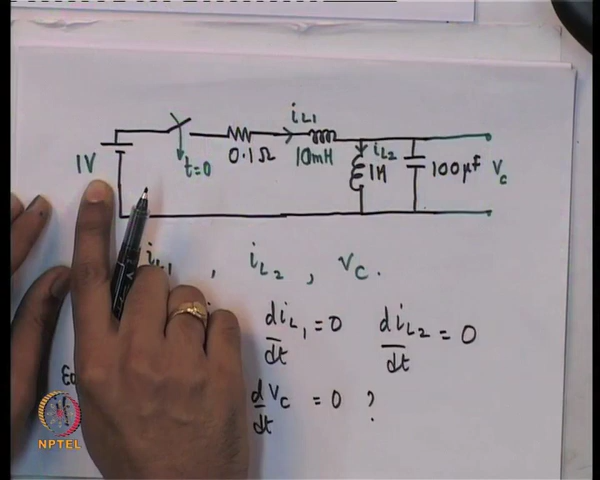 iL1
1V t=0 0.1Ω 10mH iL2 1H 100μF Vc
iL1 , iL2 , Vc.
diL1/dt = 0 diL2/dt = 0
d/dt Vc = 0 ?
NPTEL